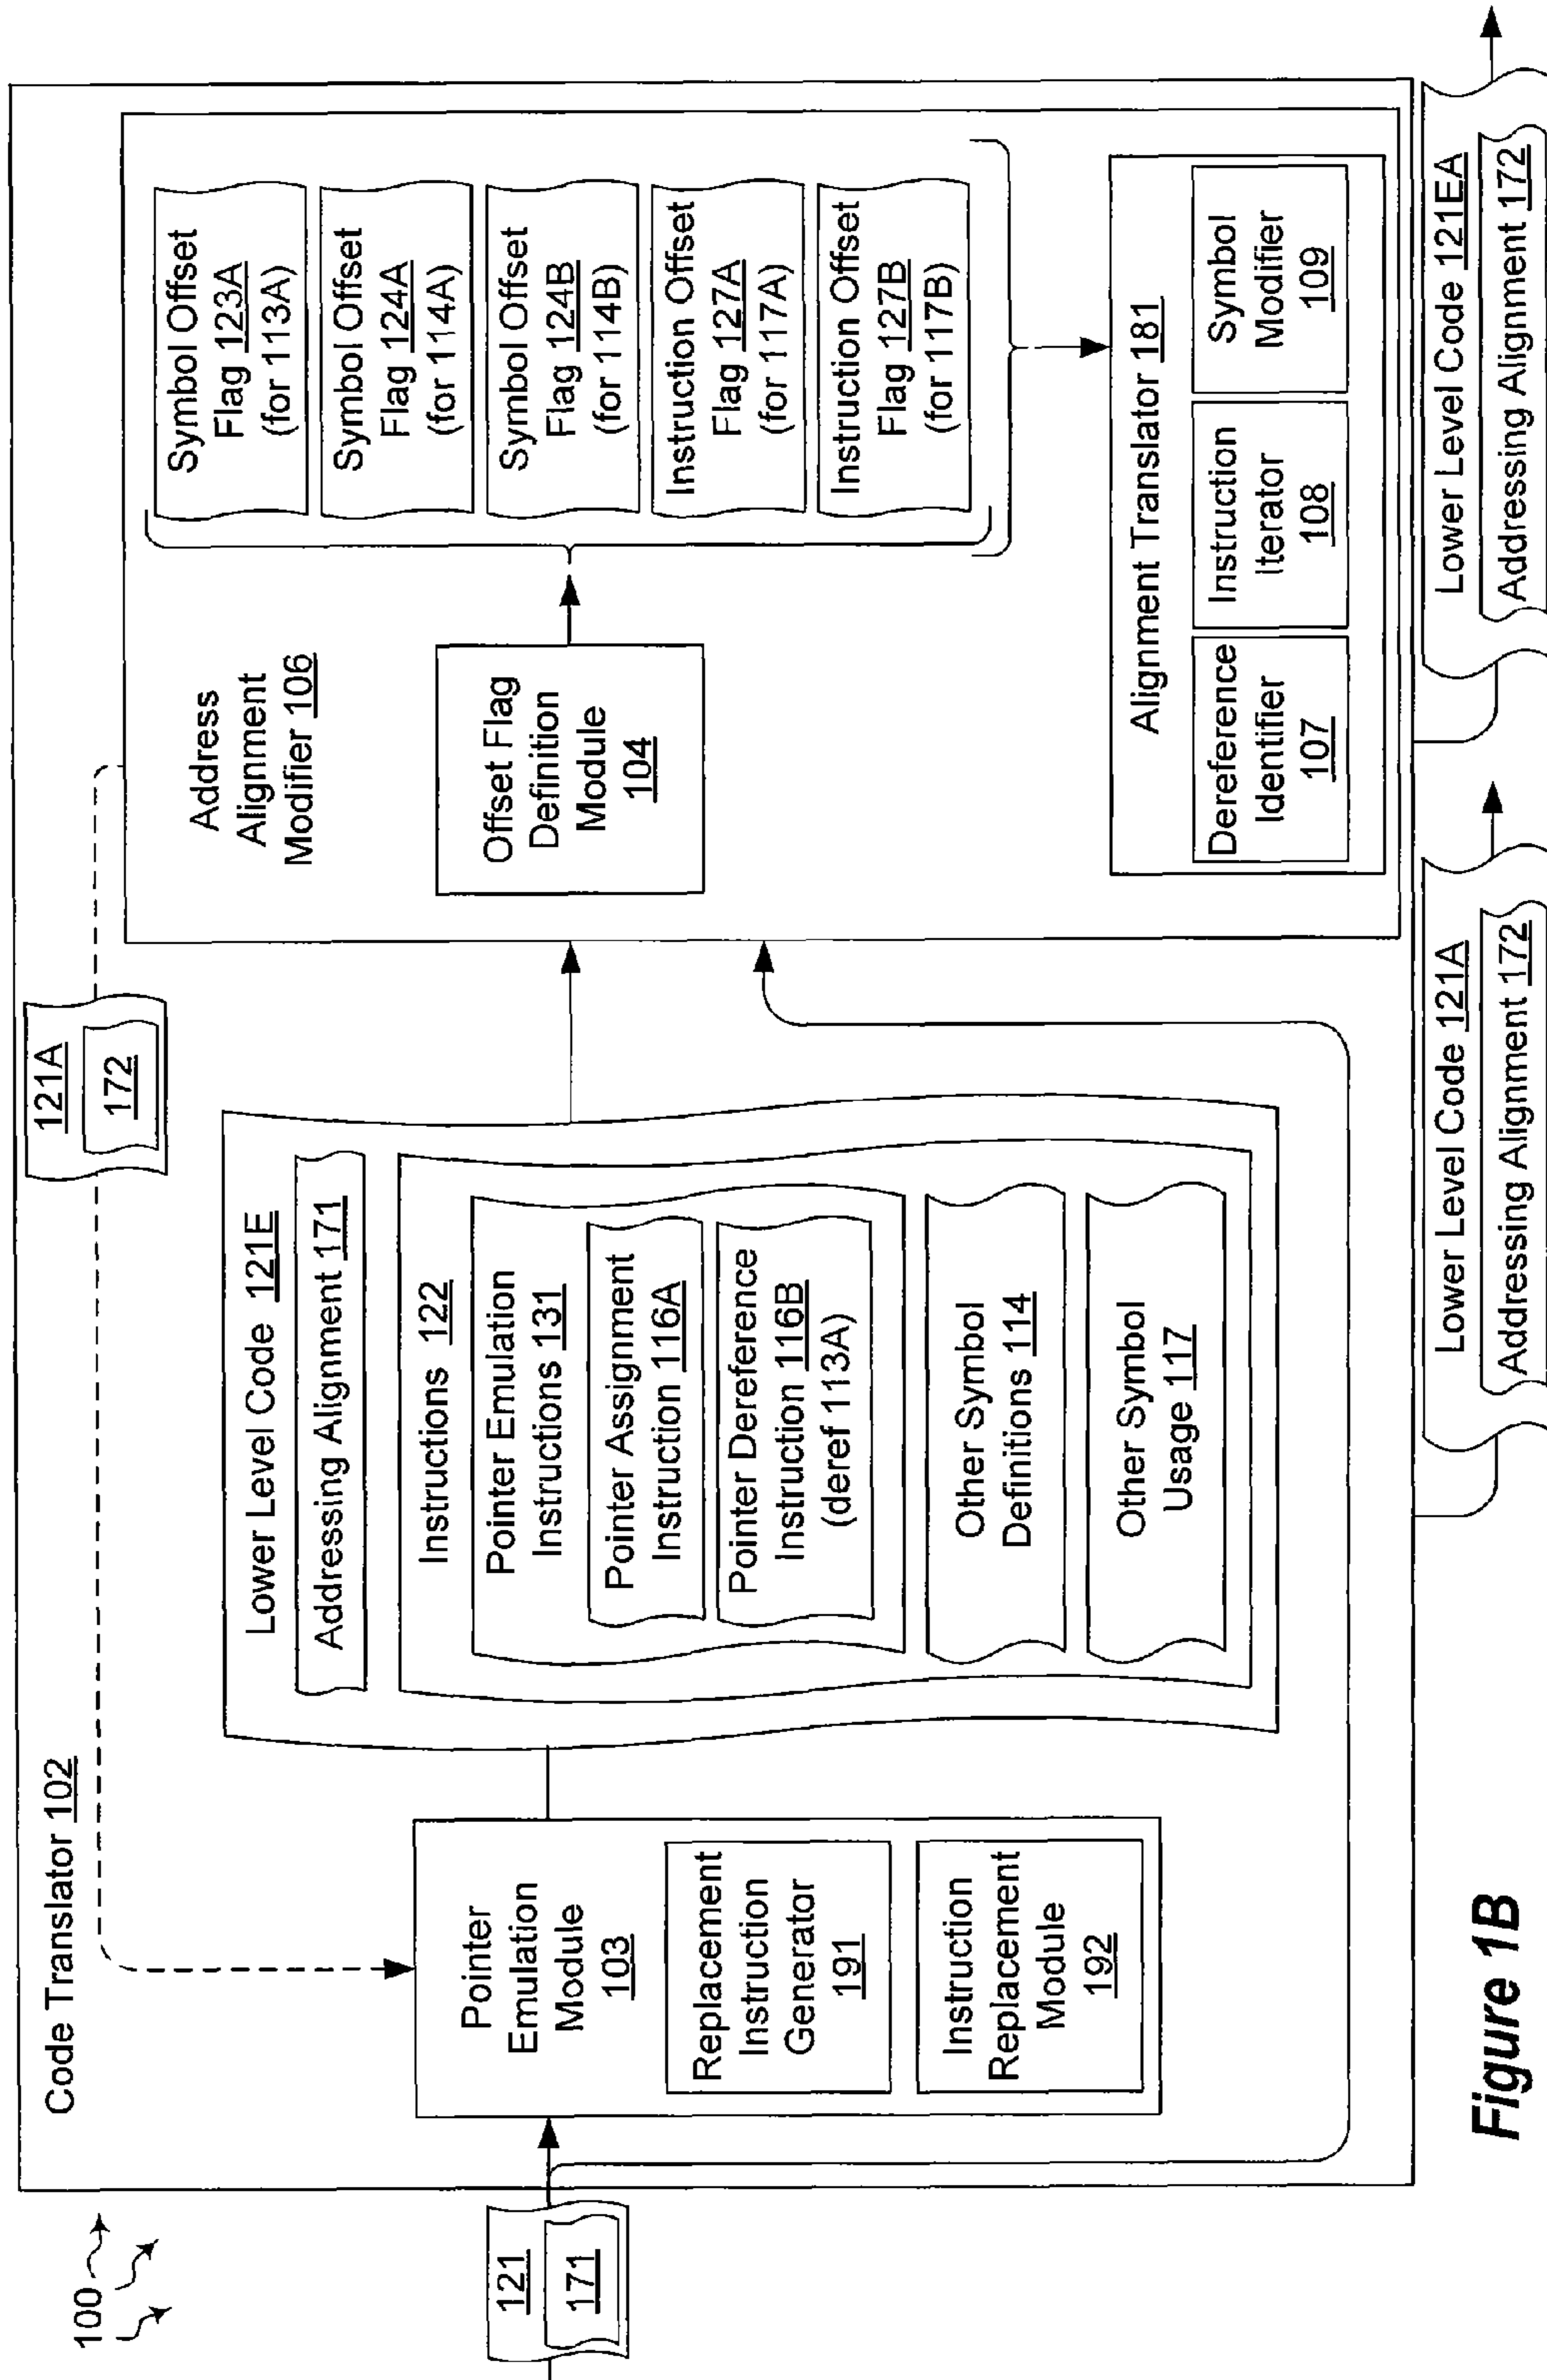 100
Code Translator 102
121
171
Pointer
Emulation
Module
103
Replacement
Instruction
Generator
191
Instruction
Replacement
Module
192
121A
172
Lower Level Code 121E
Addressing Alignment 171
Instructions 122
Pointer Emulation
Instructions 131
Pointer Assignment
Instruction 116A
Pointer Dereference
Instruction 116B
(deref 113A)
Other Symbol
Definitions 114
Other Symbol
Usage 117
Address
Alignment
Modifier 106
Offset Flag
Definition
Module
104
Symbol Offset
Flag 123A
(for 113A)
Symbol Offset
Flag 124A
(for 114A)
Symbol Offset
Flag 124B
(for 114B)
Instruction Offset
Flag 127A
(for 117A)
Instruction Offset
Flag 127B
(for 117B)
Alignment Translator 181
Dereference
Identifier
107
Instruction
Iterator
108
Symbol
Modifier
109
Lower Level Code 121A
Addressing Alignment 172
Lower Level Code 121EA
Addressing Alignment 172
Figure 1B